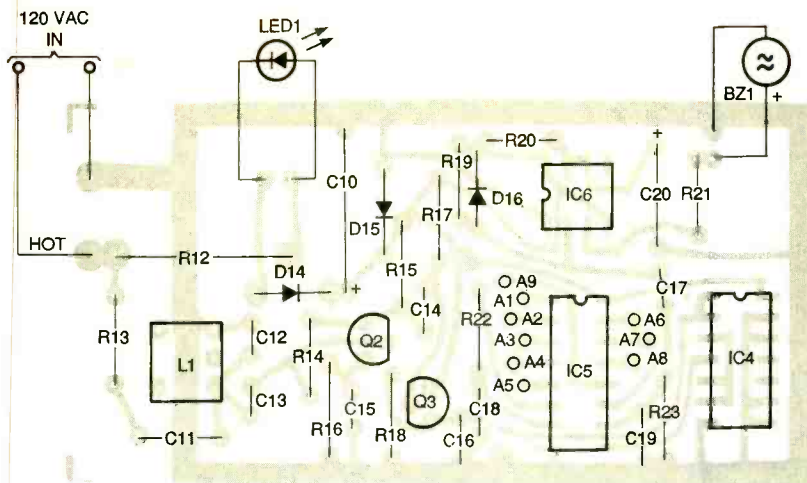 120 VAC
IN
LED1
BZ1
+
R20
+
R19
C10
IC6
C20
R21
D16
R17
D15
HOT
R12
R15
D14
+
A9
C17
A1
C14
R22
A2
A6
R13
C12
R14
Q2
A3
A7
L1
A4
IC5
A8
IC4
A5
C13
Q3
C15
C18
R23
R16
R18
C11
C16
C19